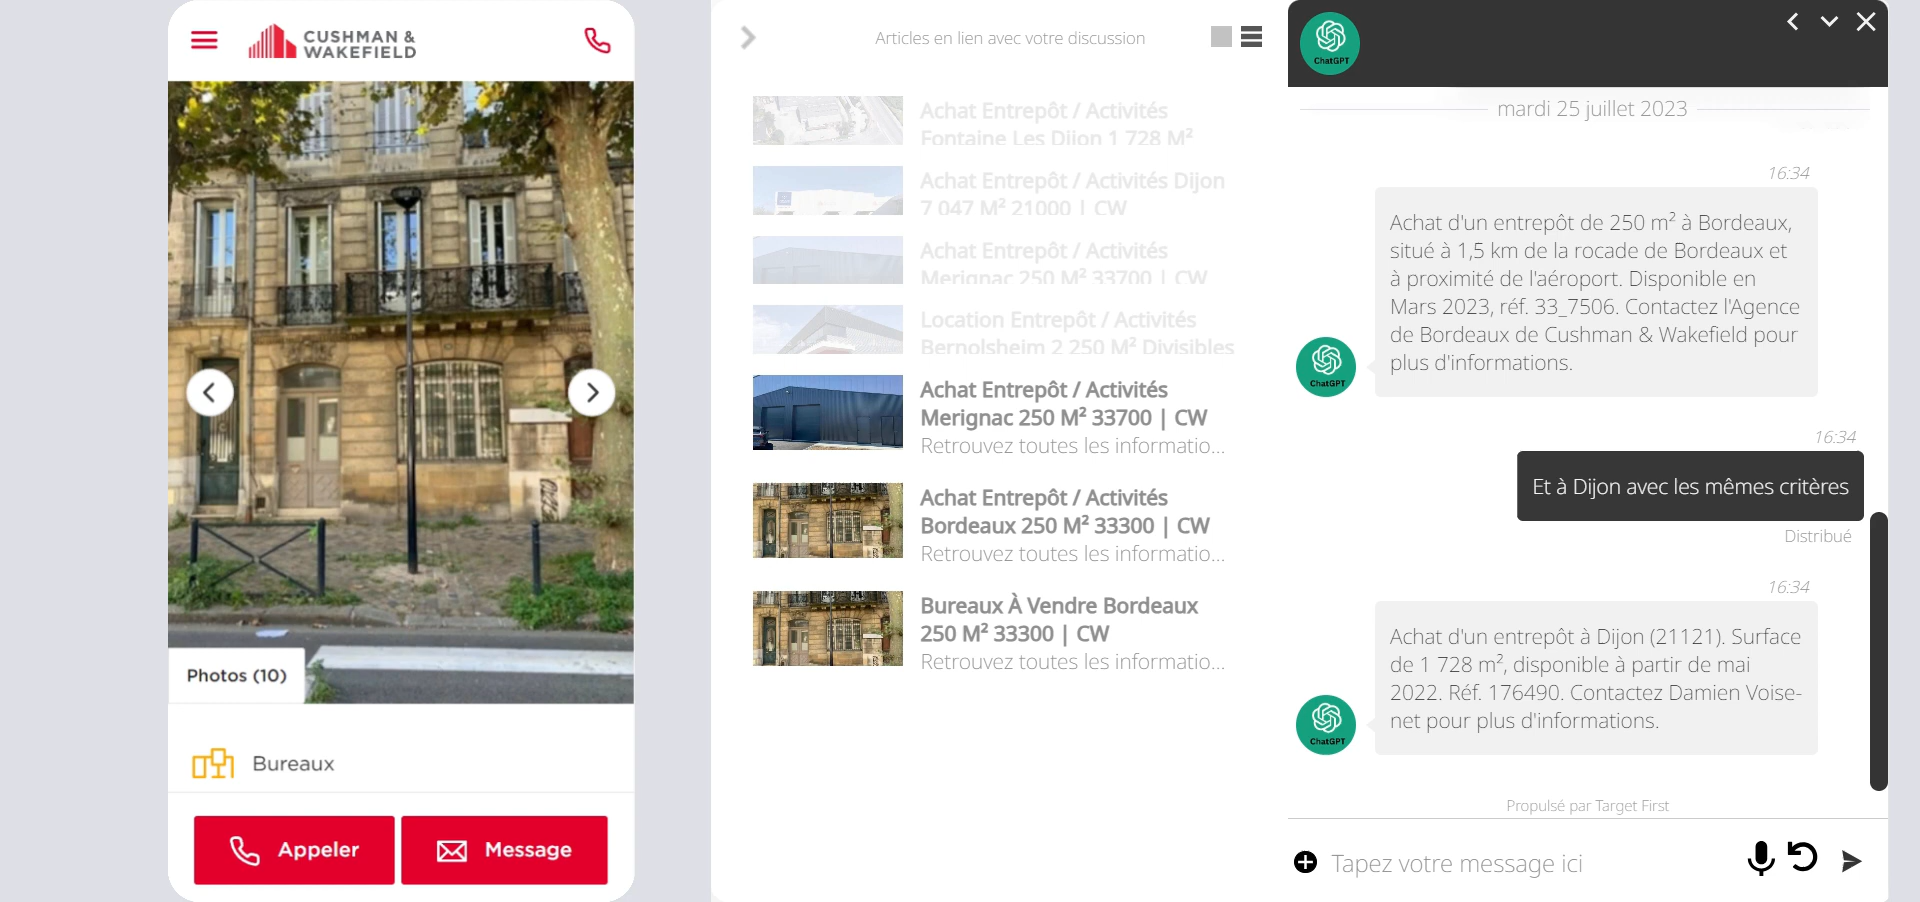 CUSHMAN &
WAKEFIELD
Photos (10)
Bureaux
Appeler
Message
Articles en lien avec votre discussion
Achat Entrepôt / Activités
Fontaine Les Dijon 1 728 M²
Achat Entrepôt / Activités Dijon
7 047 M² 21000 | CW
Achat Entrepôt / Activités
Merignac 250 M² 33700 | CW
Location Entrepôt / Activités
Bernolsheim 2 250 M² Divisibles
Achat Entrepôt / Activités
Merignac 250 M² 33700 | CW
Retrouvez toutes les informatio...
Achat Entrepôt / Activités
Bordeaux 250 M² 33300 | CW
Retrouvez toutes les informatio...
Bureaux À Vendre Bordeaux
250 M² 33300 | CW
Retrouvez toutes les informatio...
ChatGPT
mardi 25 juillet 2023
16:34
Achat d'un entrepôt de 250 m² à Bordeaux,
situé à 1,5 km de la rocade de Bordeaux et
à proximité de l'aéroport. Disponible en
Mars 2023, réf. 33_7506. Contactez l'Agence
de Bordeaux de Cushman & Wakefield pour
plus d'informations.
ChatGPT
16:34
Et à Dijon avec les mêmes critères
Distribué
16:34
Achat d'un entrepôt à Dijon (21121). Surface
de 1 728 m², disponible à partir de mai
2022. Réf. 176490. Contactez Damien Voise-
net pour plus d'informations.
ChatGPT
Propulsé par Target First
Tapez votre message ici